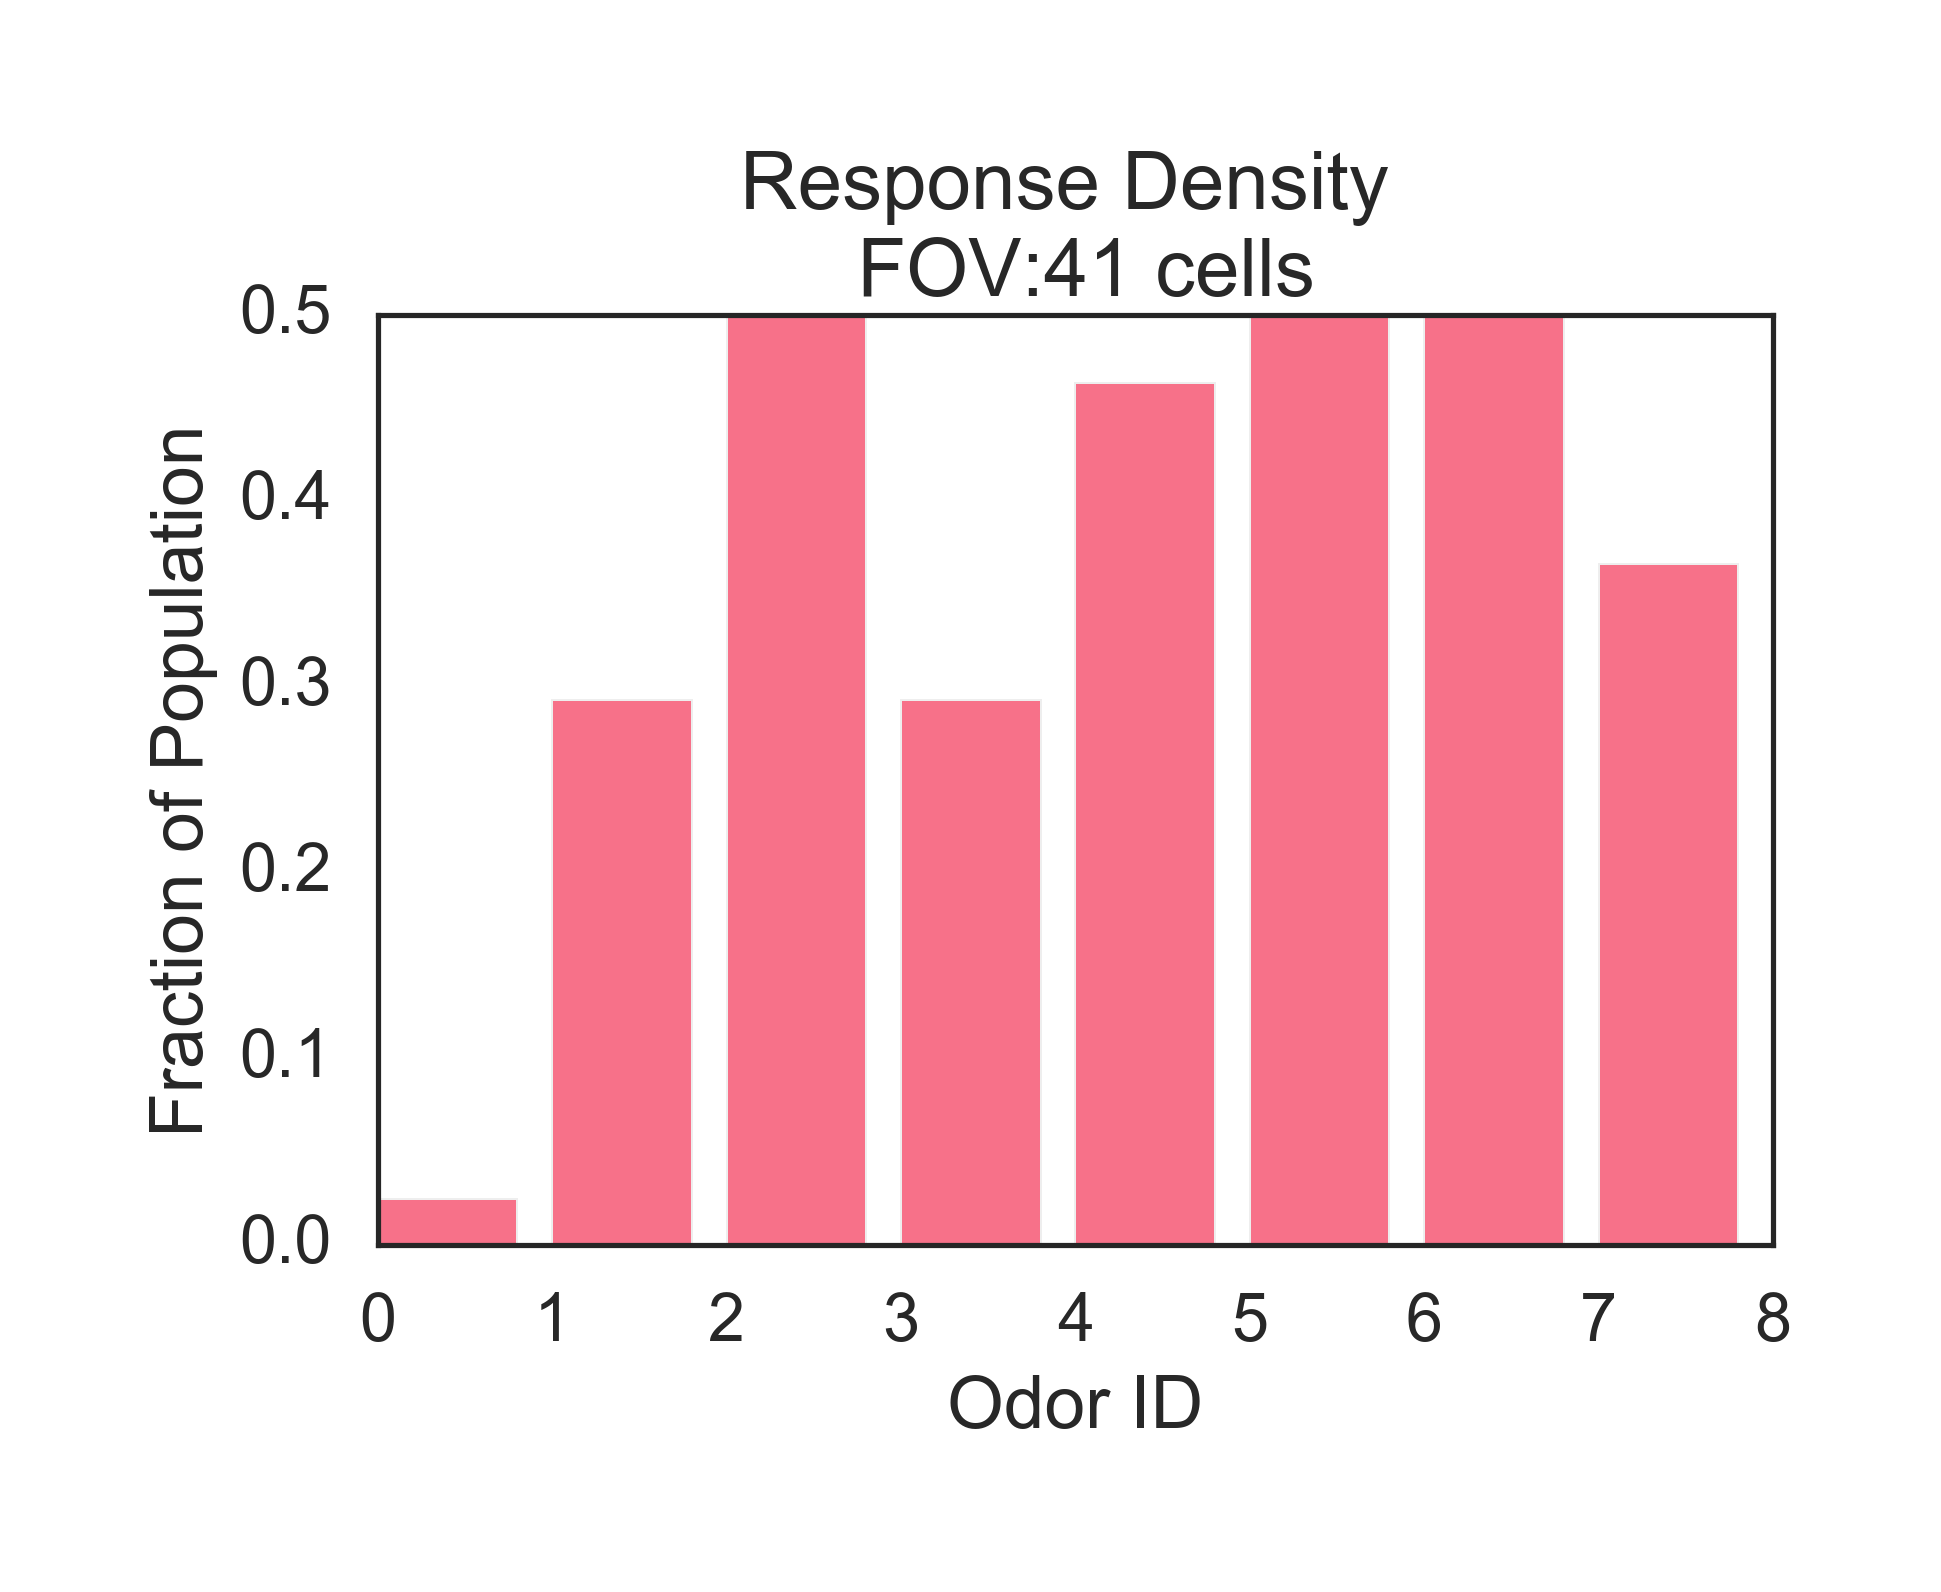 Response Density
FOV:41 cells
0.5
0.4
0.3
0.2
0.1
0.0
Fraction of Population
0 1 2 3 4 5 6 7 8
Odor ID